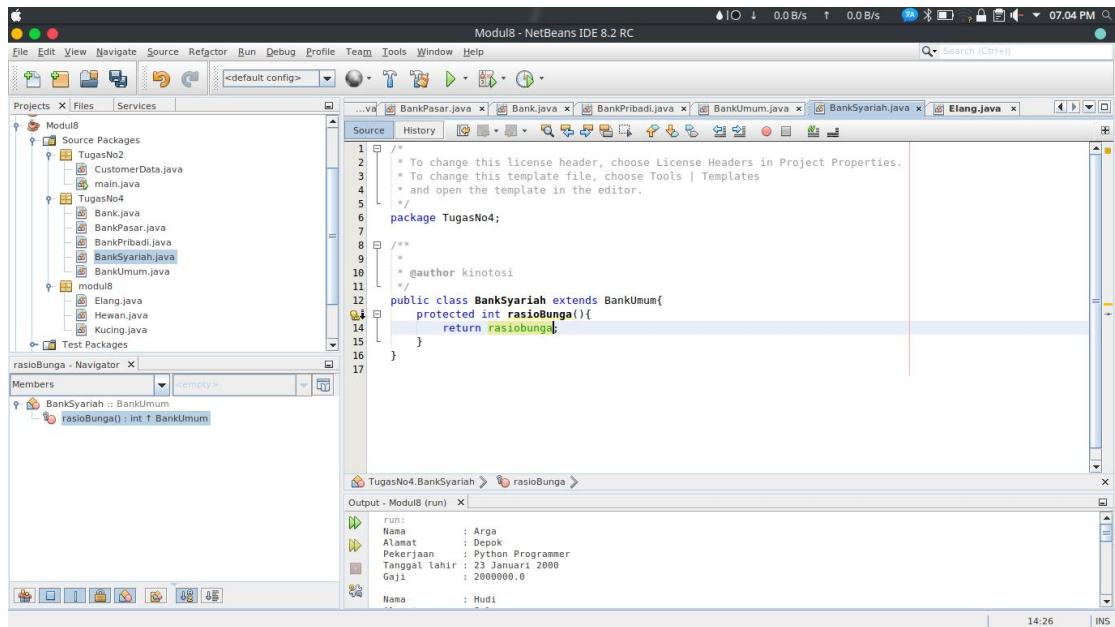 0.0 B/s ↑ 0.0 B/s 07.04 PM
Modul8 - NetBeans IDE 8.2 RC
File Edit View Navigate Source Refactor Run Debug Profile Team Tools Window Help
Search (Ctrl+I)
<default config>
Projects Files Services
Modul8
Source Packages
TugasNo2
CustomerData.java
main.java
TugasNo4
Bank.java
BankPasar.java
BankPribadi.java
BankSyariah.java
BankUmum.java
modul8
Elang.java
Hewan.java
Kucing.java
Test Packages
rasioBunga - Navigator
Members
<empty>
BankSyariah :: BankUmum
rasioBunga() : int ↑ BankUmum
...va BankPasar.java BankPribadi.java Bank.java BankUmum.java BankSyariah.java Elang.java
Source History
1 /*
2 * To change this license header, choose License Headers in Project Properties.
3 * To change this template file, choose Tools | Templates
4 * and open the template in the editor.
5 */
6 package TugasNo4;
7
8 /**
9 *
10 * @author kinotosi
11 */
12 public class BankSyariah extends BankUmum{
protected int rasioBunga(){
14 return rasiobunga;
15 }
16 }
17
TugasNo4.BankSyariah rasioBunga
Output - Modul8 (run)
run:
Nama : Arga
Alamat : Depok
Pekerjaan : Python Programmer
Tanggal lahir : 23 Januari 2000
Gaji : 2000000.0
Nama : Hudi
14:26 INS